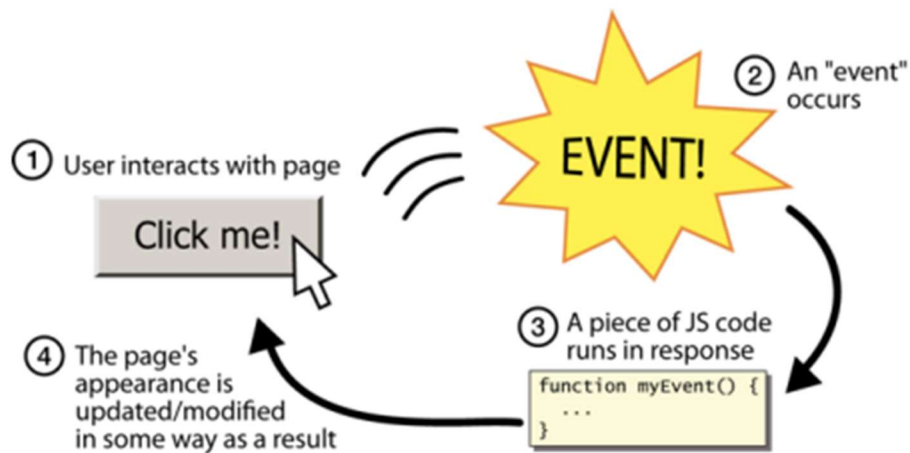 1 User interacts with page
Click me!
EVENT!
2 An "event"
occurs
3 A piece of JS code
runs in response
function myEvent() {
...
}
4 The page's
appearance is
updated/modified
in some way as a result